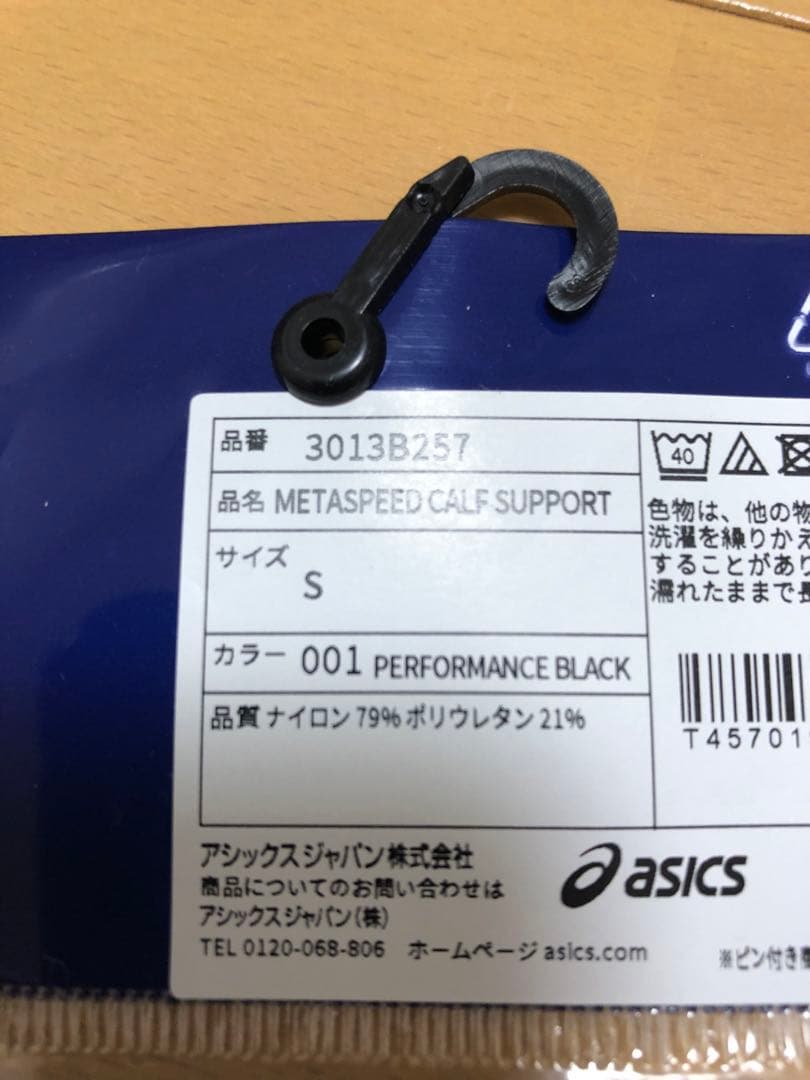 品番 3013B257
品名 METASPEED CALF SUPPORT
サイズ S
カラー 001 PERFORMANCE BLACK
品質 ナイロン 79% ポリウレタン 21%
40
色物は、他の物
洗濯を繰りかえ
することがあり
濡れたままで長
T45701
アシックスジャパン株式会社
商品についてのお問い合わせは
アシックスジャパン(株)
TEL 0120-068-806 ホームページ asics.com
asics
※ピン付き